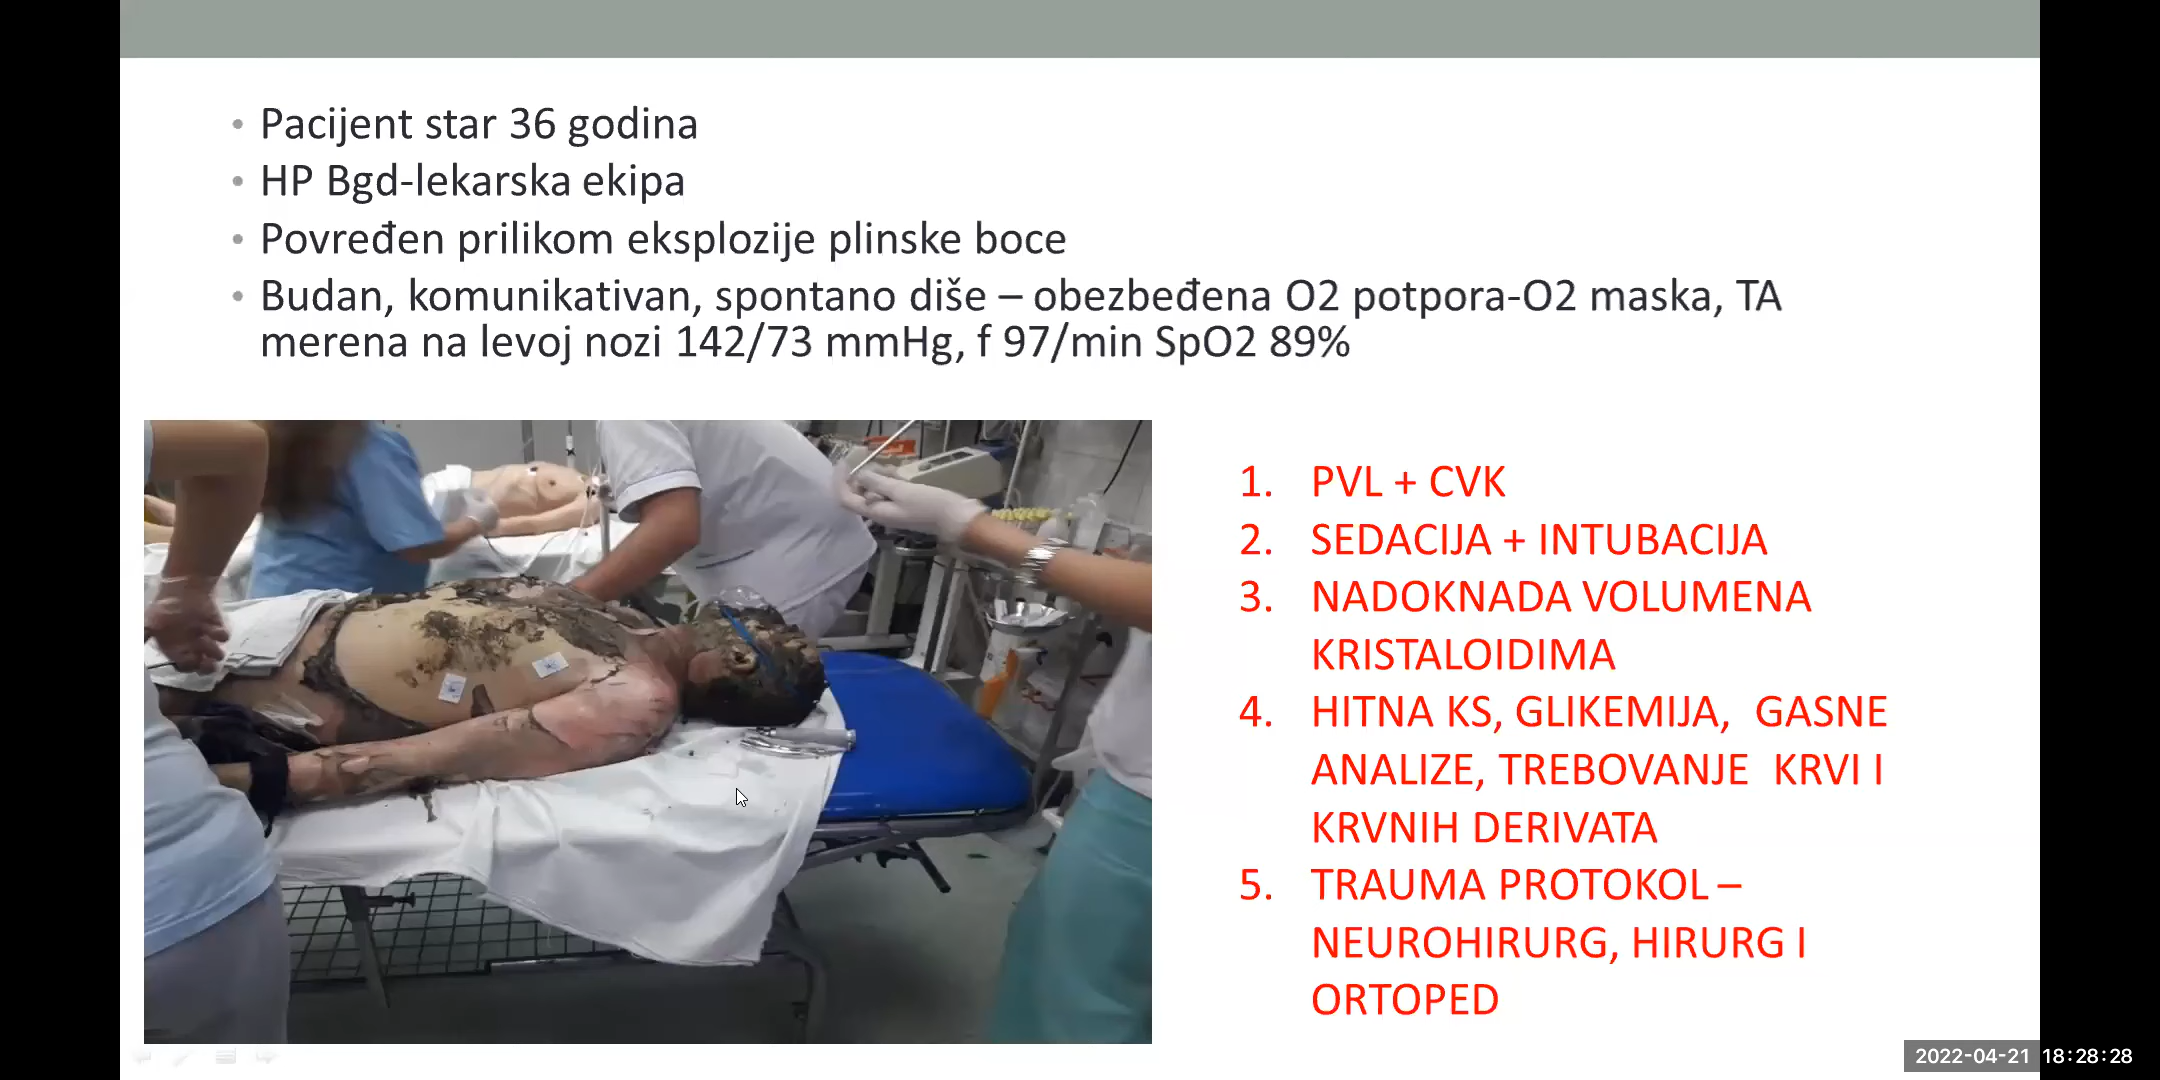 • Pacijent star 36 godina
• HP Bgd-lekarska ekipa
• Povređen prilikom eksplozije plinske boce
• Budan, komunikativan, spontano diše – obezbeđena O2 potpora-O2 maska, TA
merena na levoj nozi 142/73 mmHg, f 97/min SpO2 89%
1. PVL + CVK
2. SEDACIJA + INTUBACIJA
3. NADOKNADA VOLUMENA
KRISTALOIDIMA
4. HITNA KS, GLIKEMIJA, GASNE
ANALIZE, TREBOVANJE KRVI I
KRVNIH DERIVATA
5. TRAUMA PROTOKOL –
NEUROHIRURG, HIRURG I
ORTOPED
2022-04-21 18:28:28